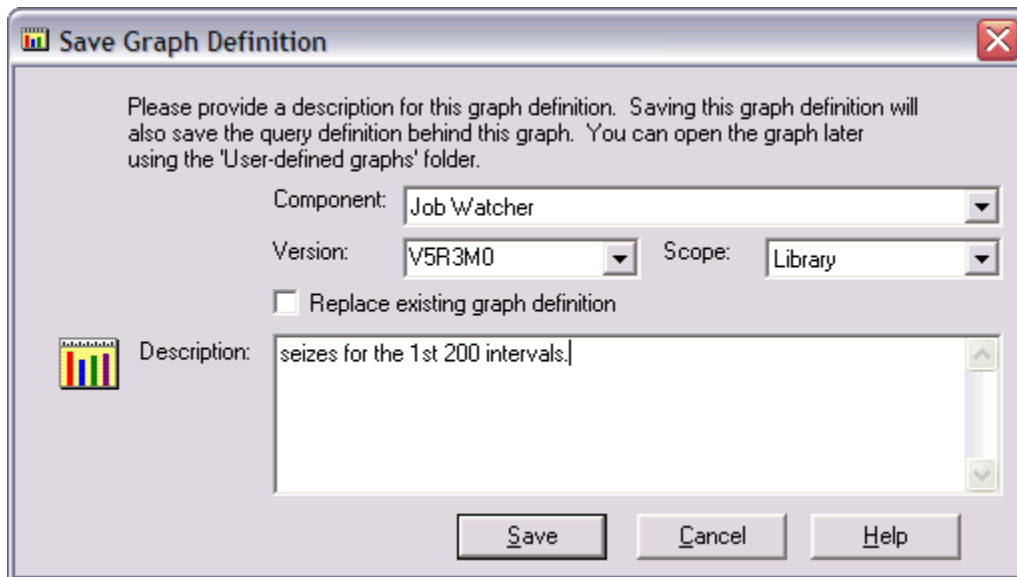 Save Graph Definition
Please provide a description for this graph definition.  Saving this graph definition will
also save the query definition behind this graph.  You can open the graph later
using the 'User-defined graphs' folder.
Component: Job Watcher
Version: V5R3M0 Scope: Library
Replace existing graph definition
Description: seizes for the 1st 200 intervals.
Save Cancel Help